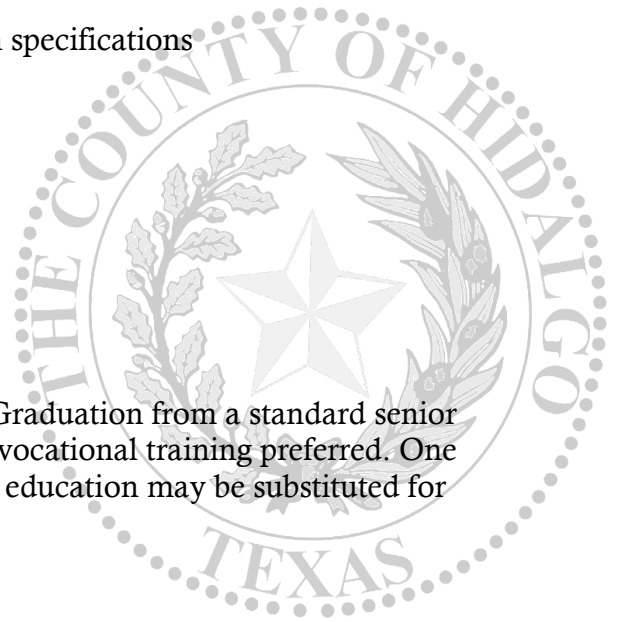 specifications
THE COUNTY OF HIDALGO
Graduation from a standard senior
vocational training preferred. One
education may be substituted for
TEXAS